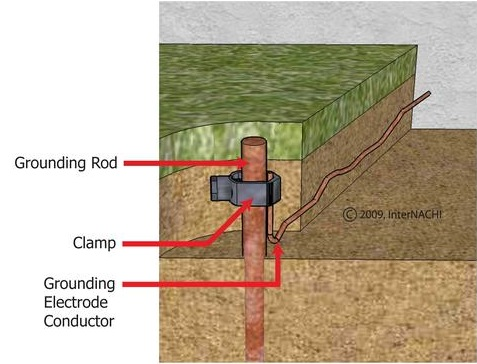 Grounding Rod
Clamp
© 2009, InterNACHI
Grounding
Electrode
Conductor